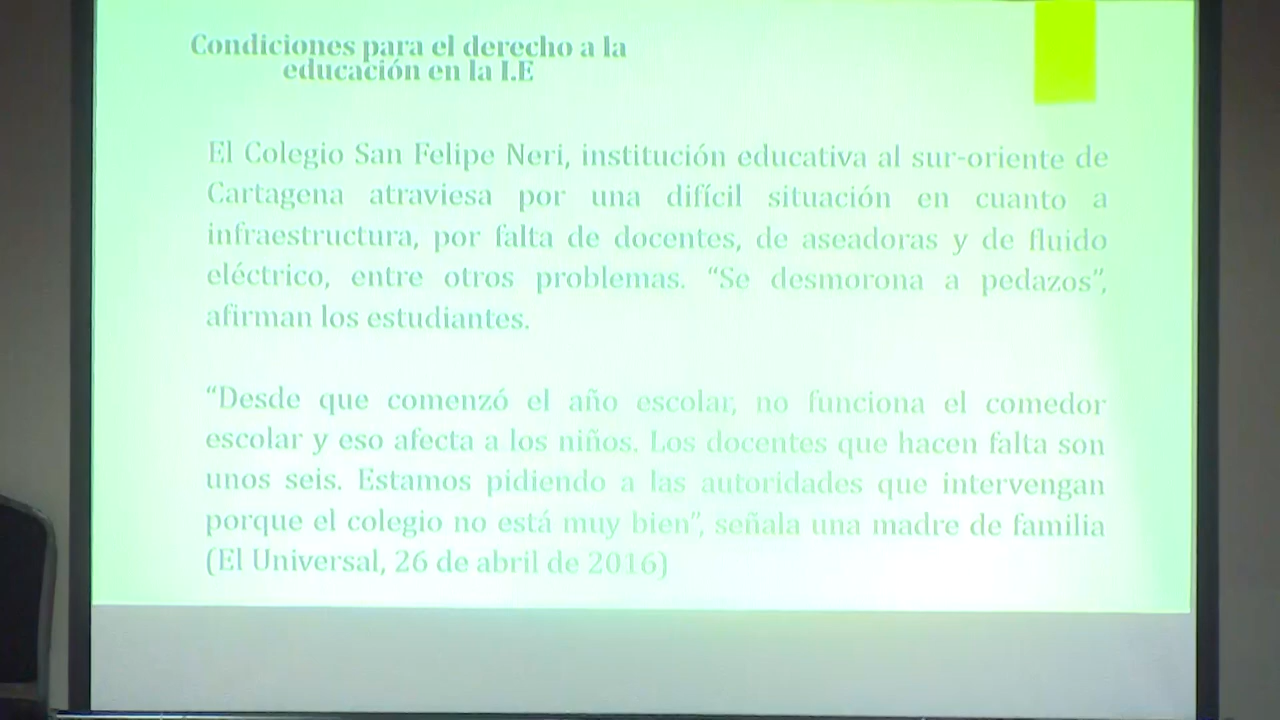 Condiciones para el derecho a la
educación en la I.E
El Colegio San Felipe Neri, institución educativa al sur-oriente de
Cartagena atraviesa por una difícil situación en cuanto a
infraestructura, por falta de docentes, de aseadoras y de fluido
eléctrico, entre otros problemas. “Se desmorona a pedazos”,
afirman los estudiantes.
“Desde que comenzó el año escolar, no funciona el comedor
escolar y eso afecta a los niños. Los docentes que hacen falta son
unos seis. Estamos pidiendo a las autoridades que intervengan
porque el colegio no está muy bien”, señala una madre de familia
(El Universal, 26 de abril de 2016)